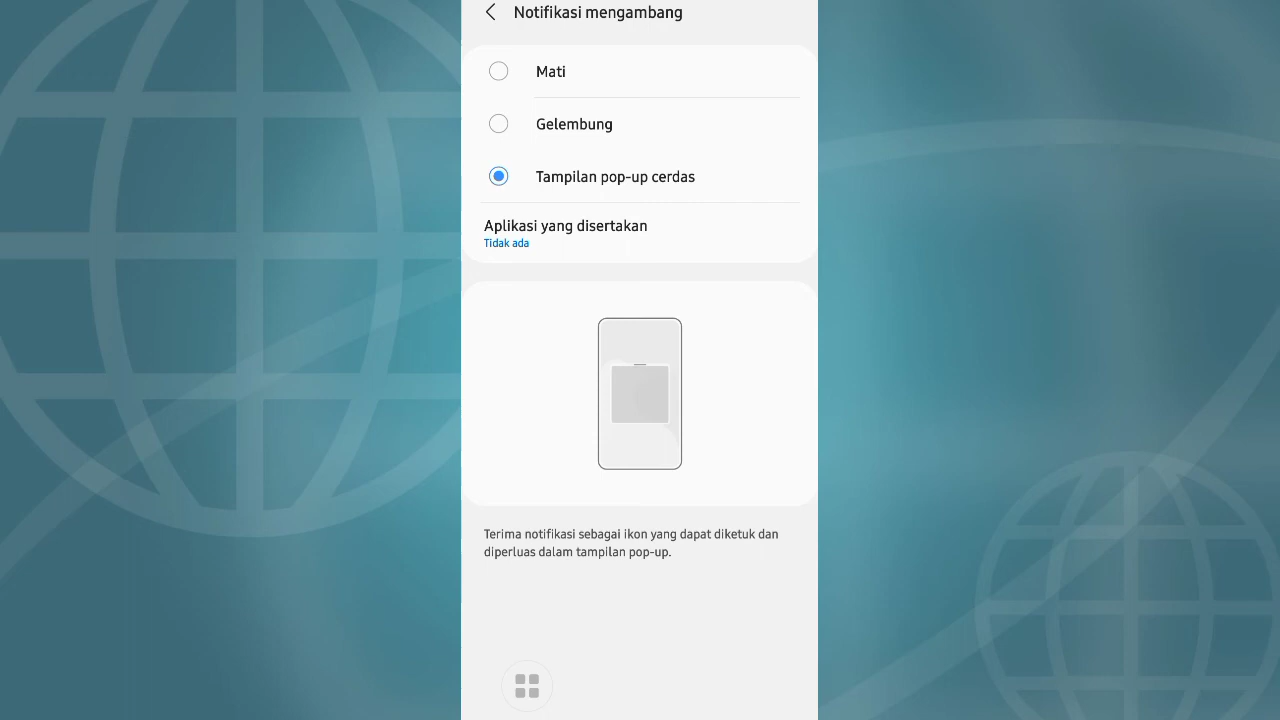 Notifikasi mengambang
Mati
Gelembung
Tampilan pop-up cerdas
Aplikasi yang disertakan
Tidak ada
Terima notifikasi sebagai ikon yang dapat diketuk dan
diperluas dalam tampilan pop-up.